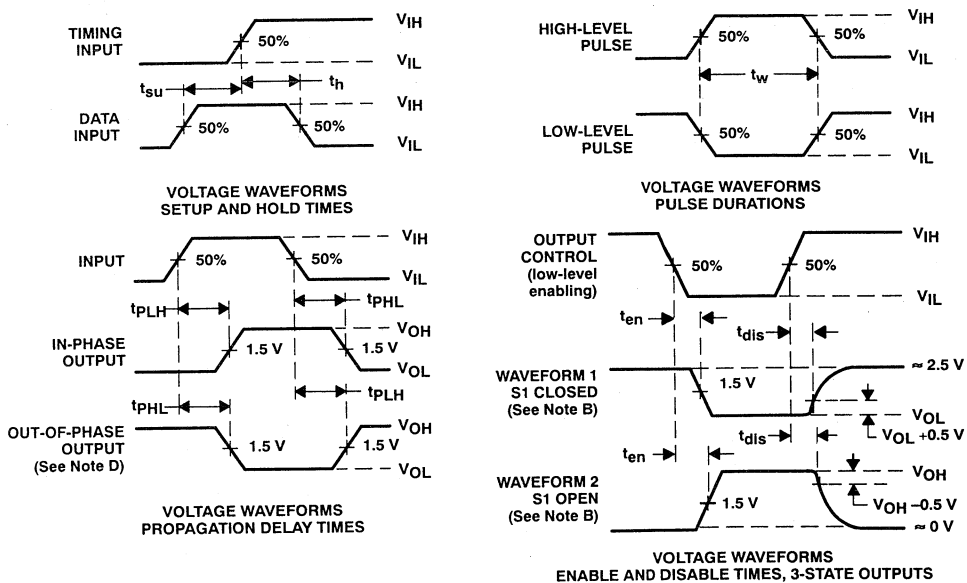 TIMING
INPUT
50%
VIH
VIL
tsu
th
DATA
INPUT
50%
50%
VIH
VIL
VOLTAGE WAVEFORMS
SETUP AND HOLD TIMES
HIGH-LEVEL
PULSE
50%
50%
VIH
VIL
tw
LOW-LEVEL
PULSE
50%
50%
VIH
VIL
VOLTAGE WAVEFORMS
PULSE DURATIONS
INPUT
50%
50%
VIH
VIL
tPLH
tPHL
IN-PHASE
OUTPUT
1.5 V
1.5 V
VOH
VOL
tPHL
tPLH
OUT-OF-PHASE
OUTPUT
(See Note D)
1.5 V
1.5 V
VOH
VOL
VOLTAGE WAVEFORMS
PROPAGATION DELAY TIMES
OUTPUT
CONTROL
(low-level
enabling)
50%
50%
VIH
VIL
ten
tdis
WAVEFORM 1
S1 CLOSED
(See Note B)
1.5 V
≈ 2.5 V
VOL
VOL +0.5 V
ten
tdis
WAVEFORM 2
S1 OPEN
(See Note B)
1.5 V
VOH
VOH –0.5 V
≈ 0 V
VOLTAGE WAVEFORMS
ENABLE AND DISABLE TIMES, 3-STATE OUTPUTS